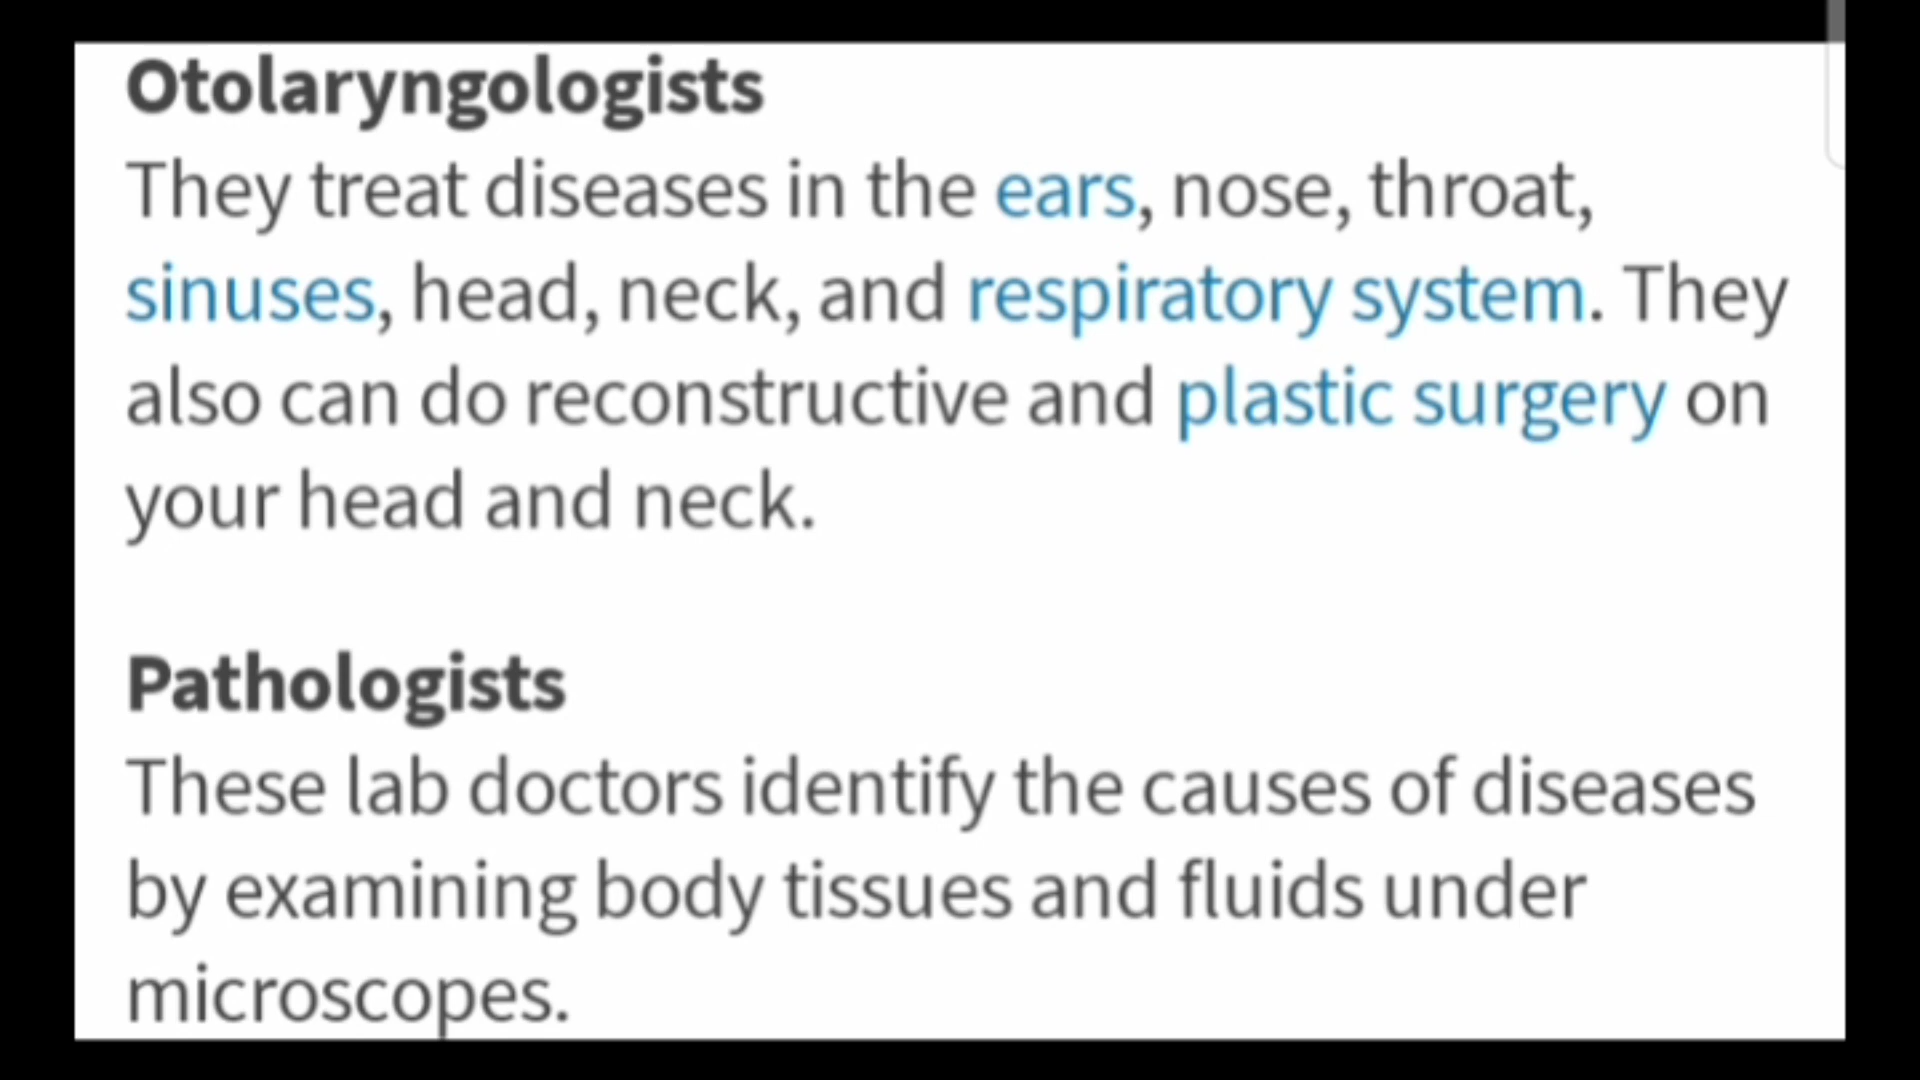 Otolaryngologists
They treat diseases in the ears, nose, throat,
sinuses, head, neck, and respiratory system. They
also can do reconstructive and plastic surgery on
your head and neck.
Pathologists
These lab doctors identify the causes of diseases
by examining body tissues and fluids under
microscopes.